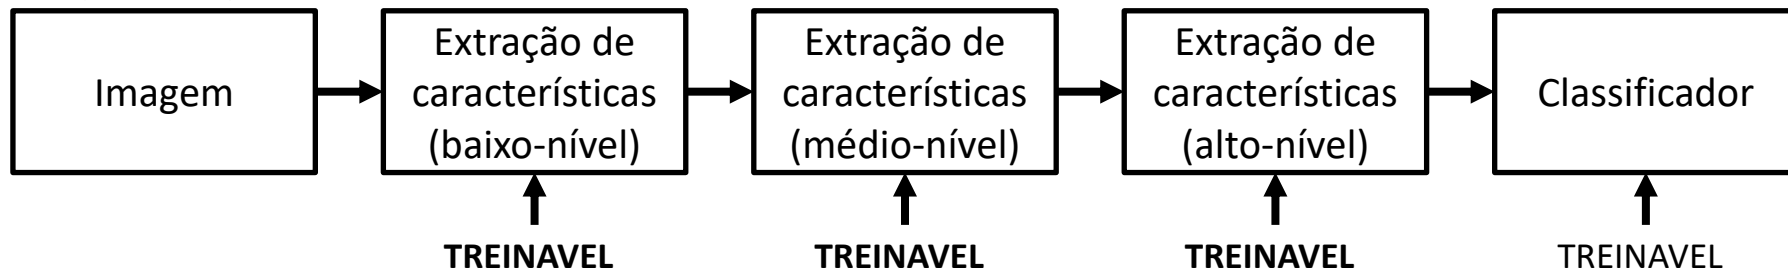 Imagem
Extração de
características
(baixo-nível)
Extração de
características
(médio-nível)
Extração de
características
(alto-nível)
Classificador
TREINAVEL
TREINAVEL
TREINAVEL
TREINAVEL